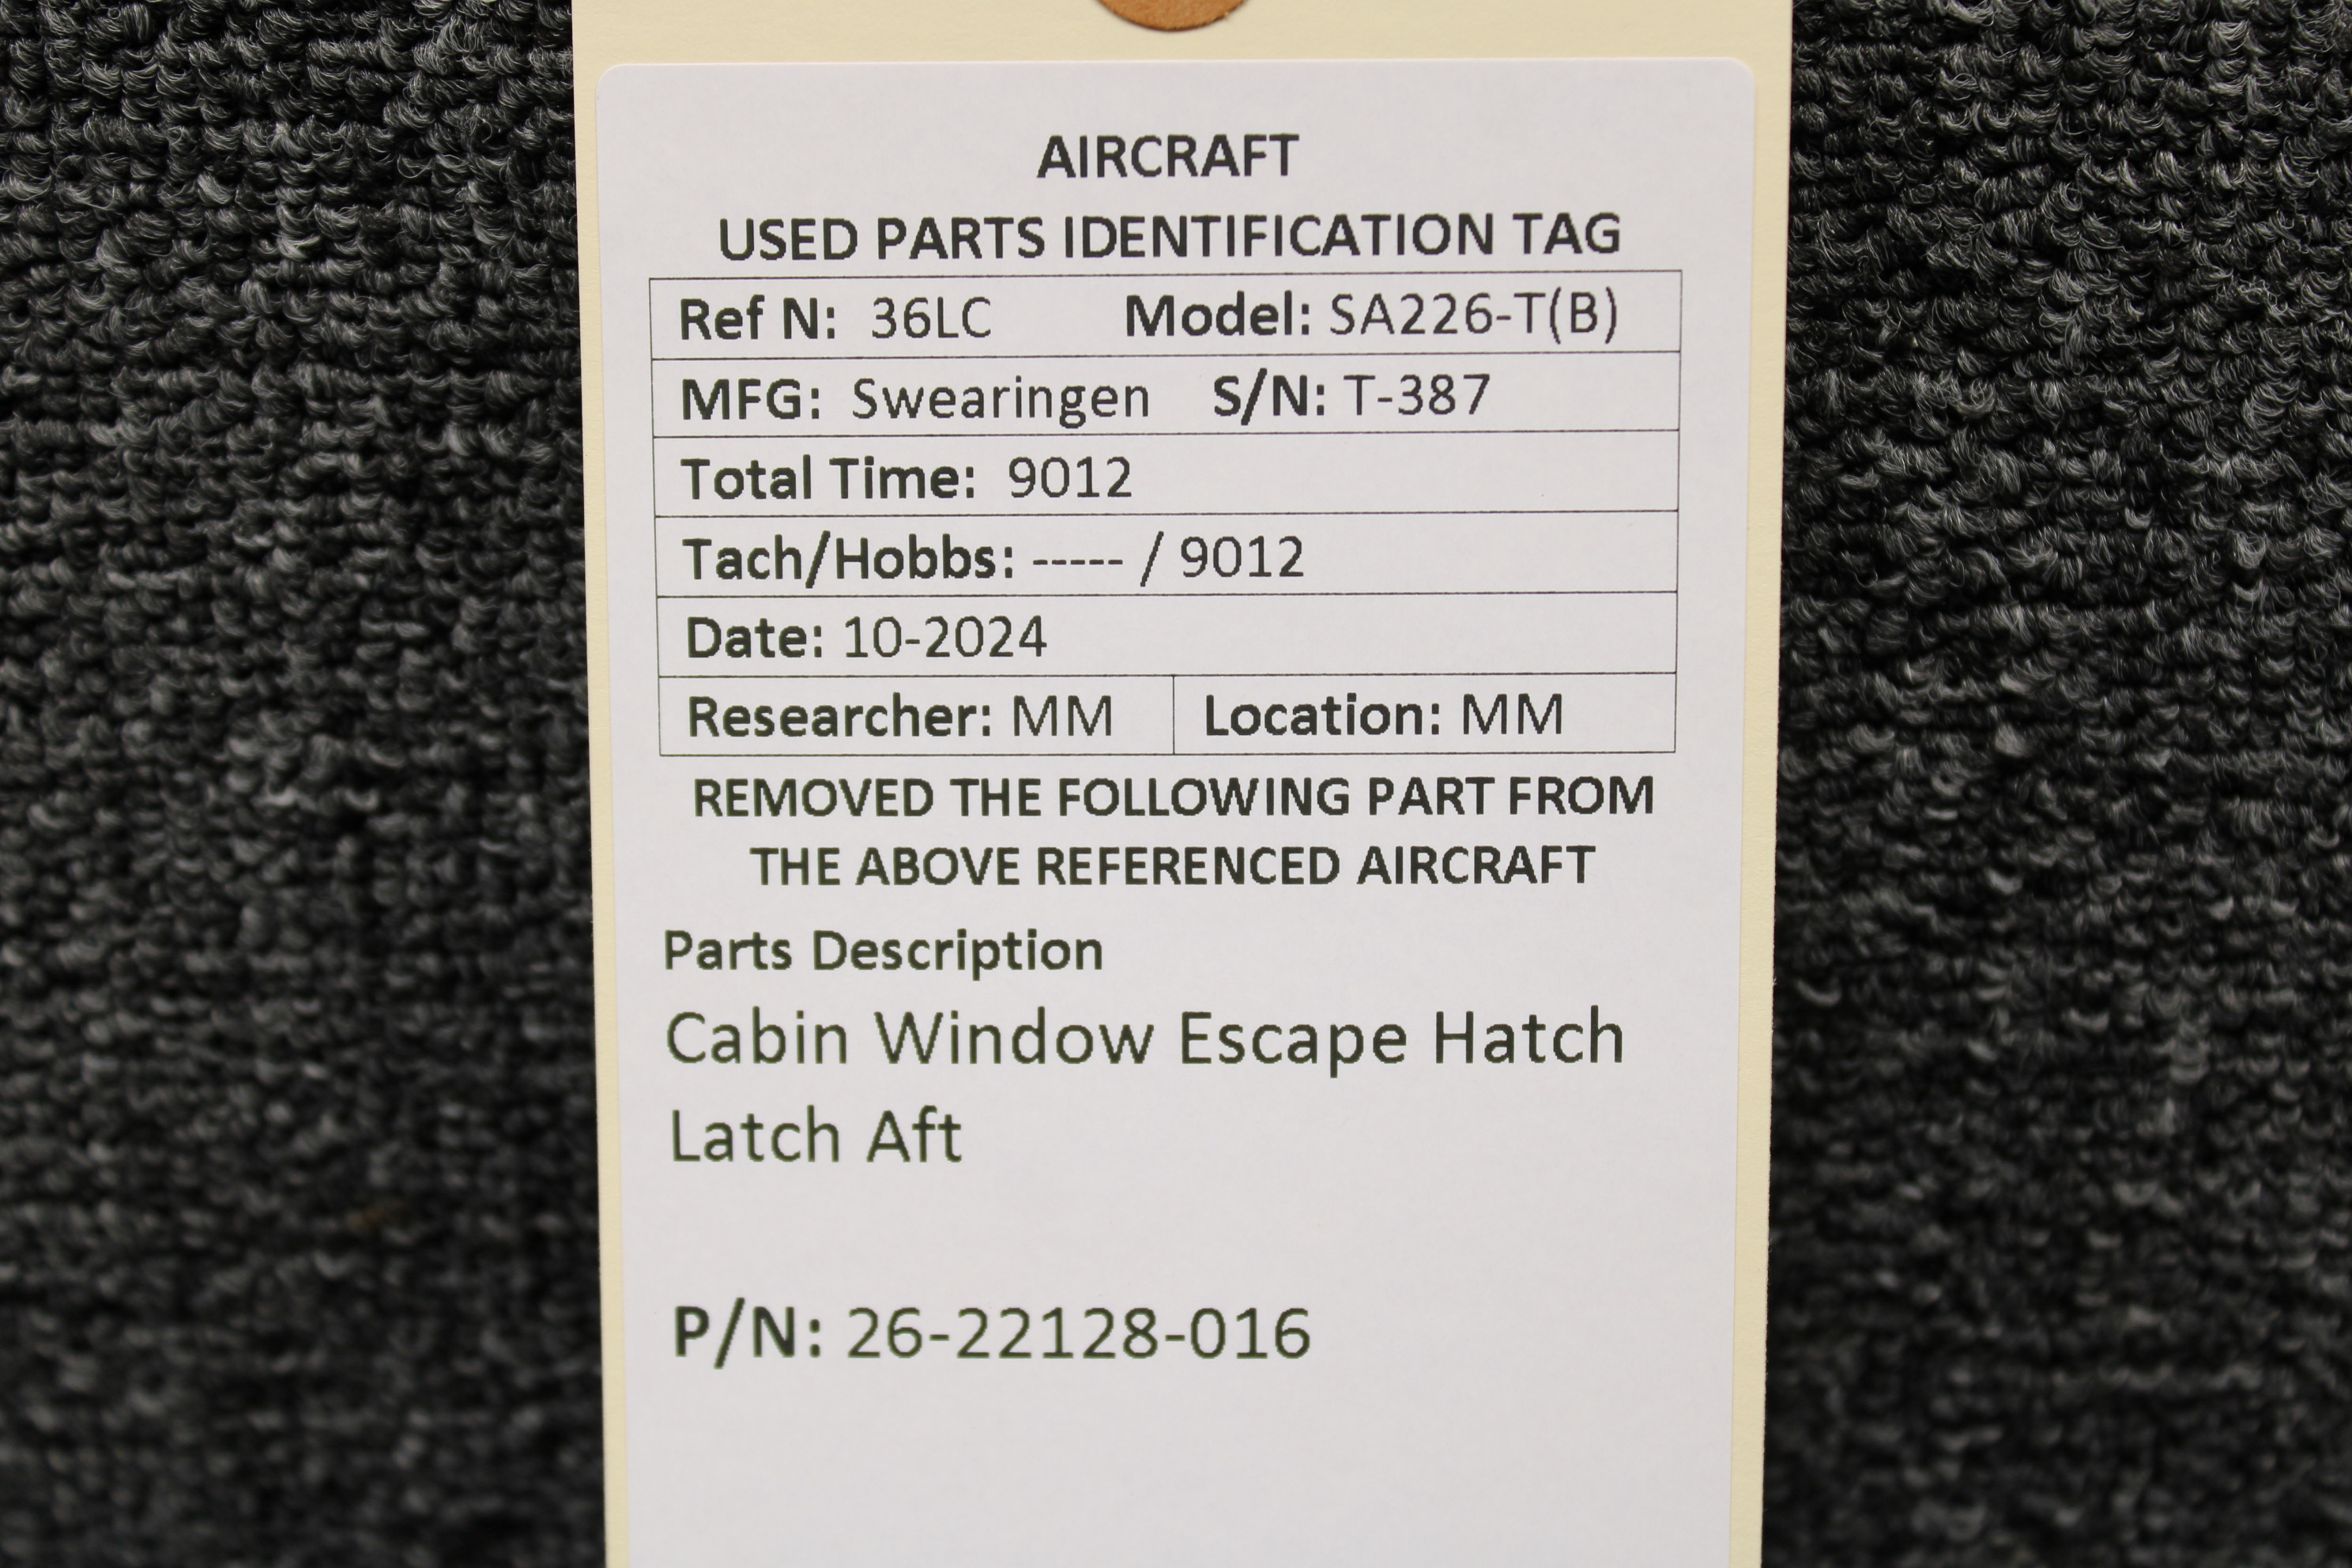 AIRCRAFT
USED PARTS IDENTIFICATION TAG
Ref N: 36LC Model: SA226-T(B)
MFG: Swearingen S/N: T-387
Total Time: 9012
Tach/Hobbs: ----- / 9012
Date: 10-2024
Researcher: MM Location: MM
REMOVED THE FOLLOWING PART FROM
THE ABOVE REFERENCED AIRCRAFT
Parts Description
Cabin Window Escape Hatch
Latch Aft
P/N: 26-22128-016